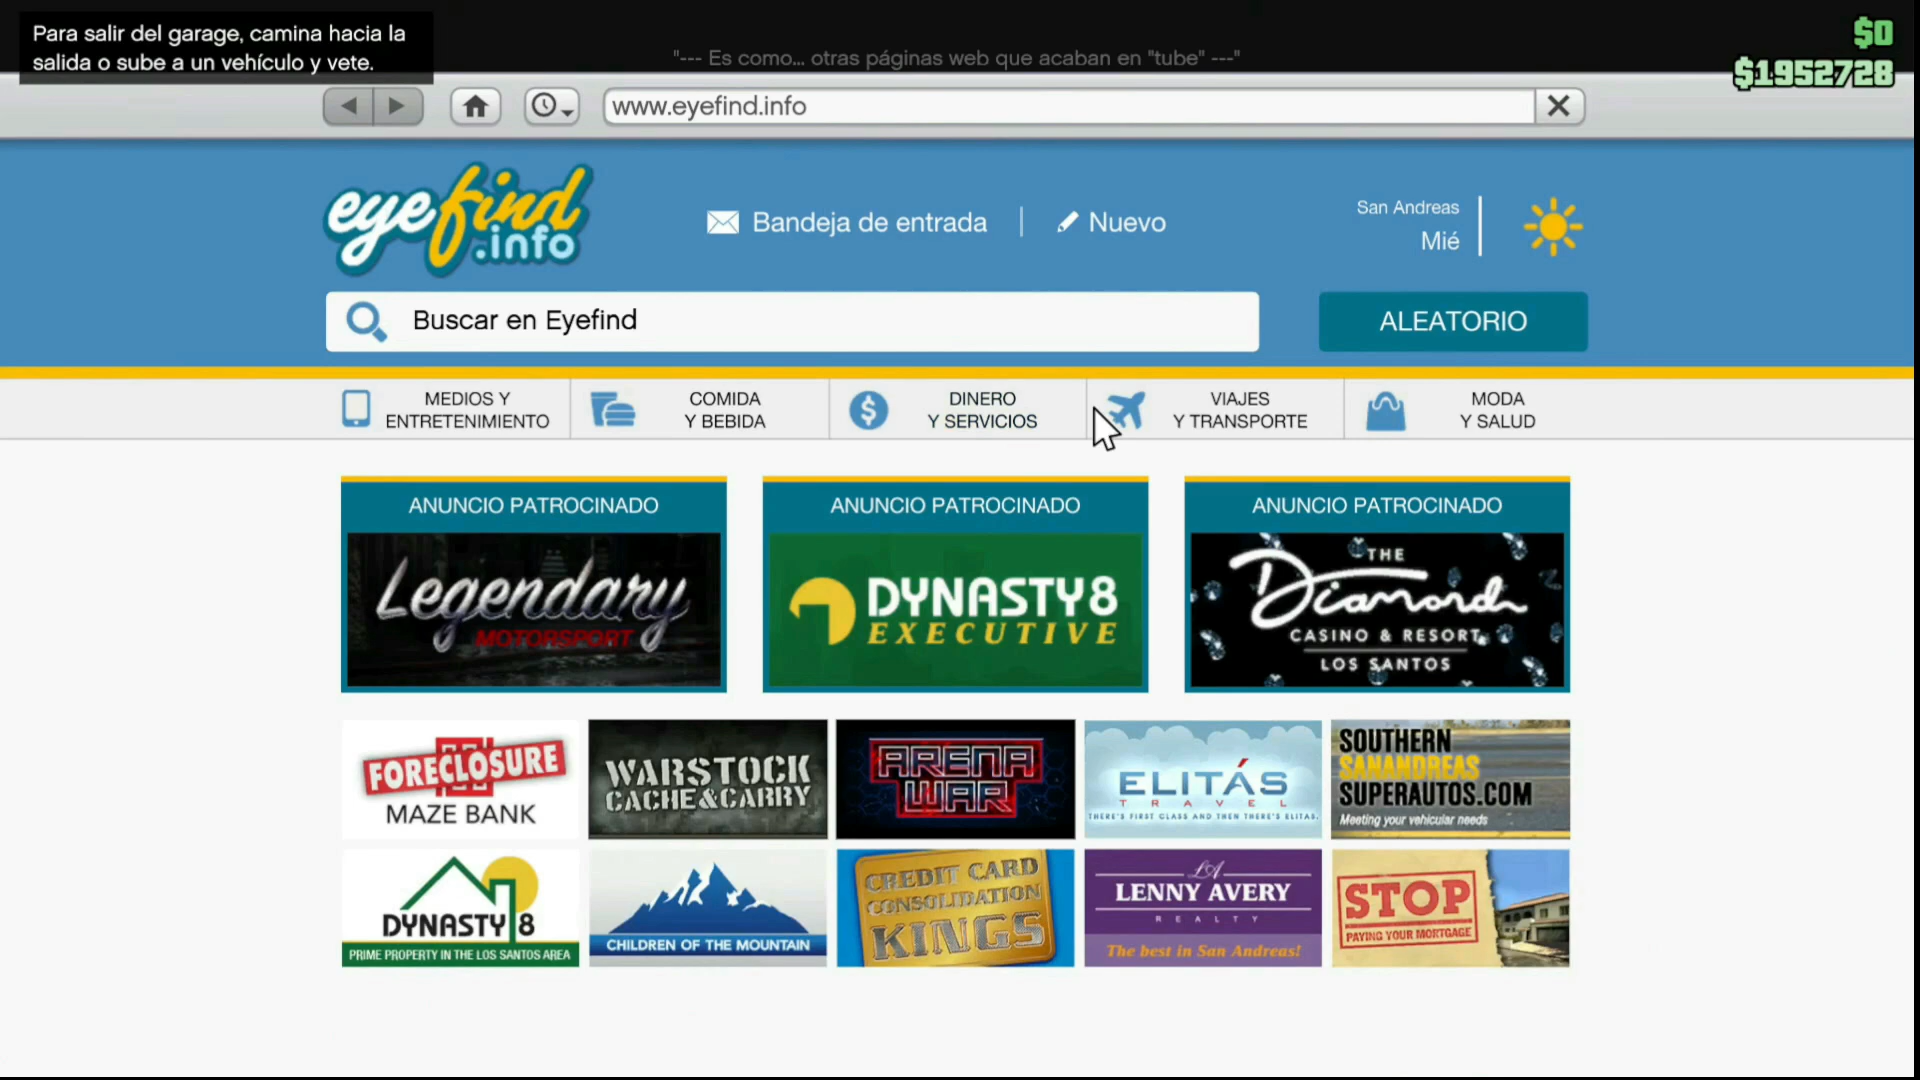 Para salir del garage, camina hacia la
salida o sube a un vehículo y vete.
"--- Es como... otras páginas web que acaban en "tube" ---"
$0
$1952728
www.eyefind.info
eyefind
.info
Bandeja de entrada
Nuevo
San Andreas
Mié
Buscar en Eyefind
ALEATORIO
MEDIOS Y
ENTRETENIMIENTO
COMIDA
Y BEBIDA
DINERO
Y SERVICIOS
VIAJES
Y TRANSPORTE
MODA
Y SALUD
ANUNCIO PATROCINADO
Legendary
MOTORSPORT
ANUNCIO PATROCINADO
DYNASTY8
EXECUTIVE
ANUNCIO PATROCINADO
THE
Diamond
CASINO & RESORT
LOS SANTOS
FORECLOSURE
MAZE BANK
WARSTOCK
CACHE&CARRY
ARENA
WAR
ELITÁS
TRAVEL
THERE'S FIRST CLASS AND THEN THERE'S ELITAS.
SOUTHERN
SANANDREAS
SUPERAUTOS.COM
Meeting your vehicular needs
DYNASTY 8
PRIME PROPERTY IN THE LOS SANTOS AREA
CHILDREN OF THE MOUNTAIN
CREDIT CARD
CONSOLIDATION
KINGS
LA
LENNY AVERY
REALTY
The best in San Andreas!
STOP
PAYING YOUR MORTGAGE